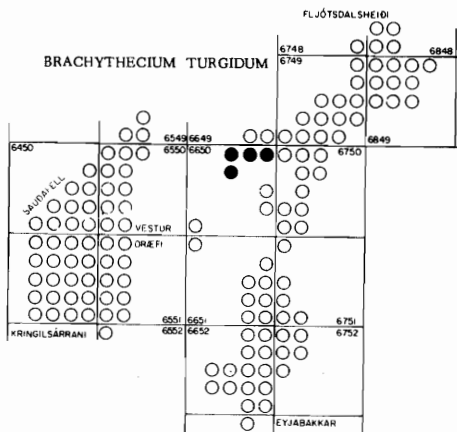 FLJÓTSDALSHEIÐI
BRACHYTHECIUM TURGIDUM
6748 6848
6749
6549 6649
6450 6550 6650 6750 6849
SAUÐAFELL
VESTUR
ÖRÆFI
6551 6651 6751
KRINGILSÁRRANI 6552 6652 6752
EYJABAKKAR